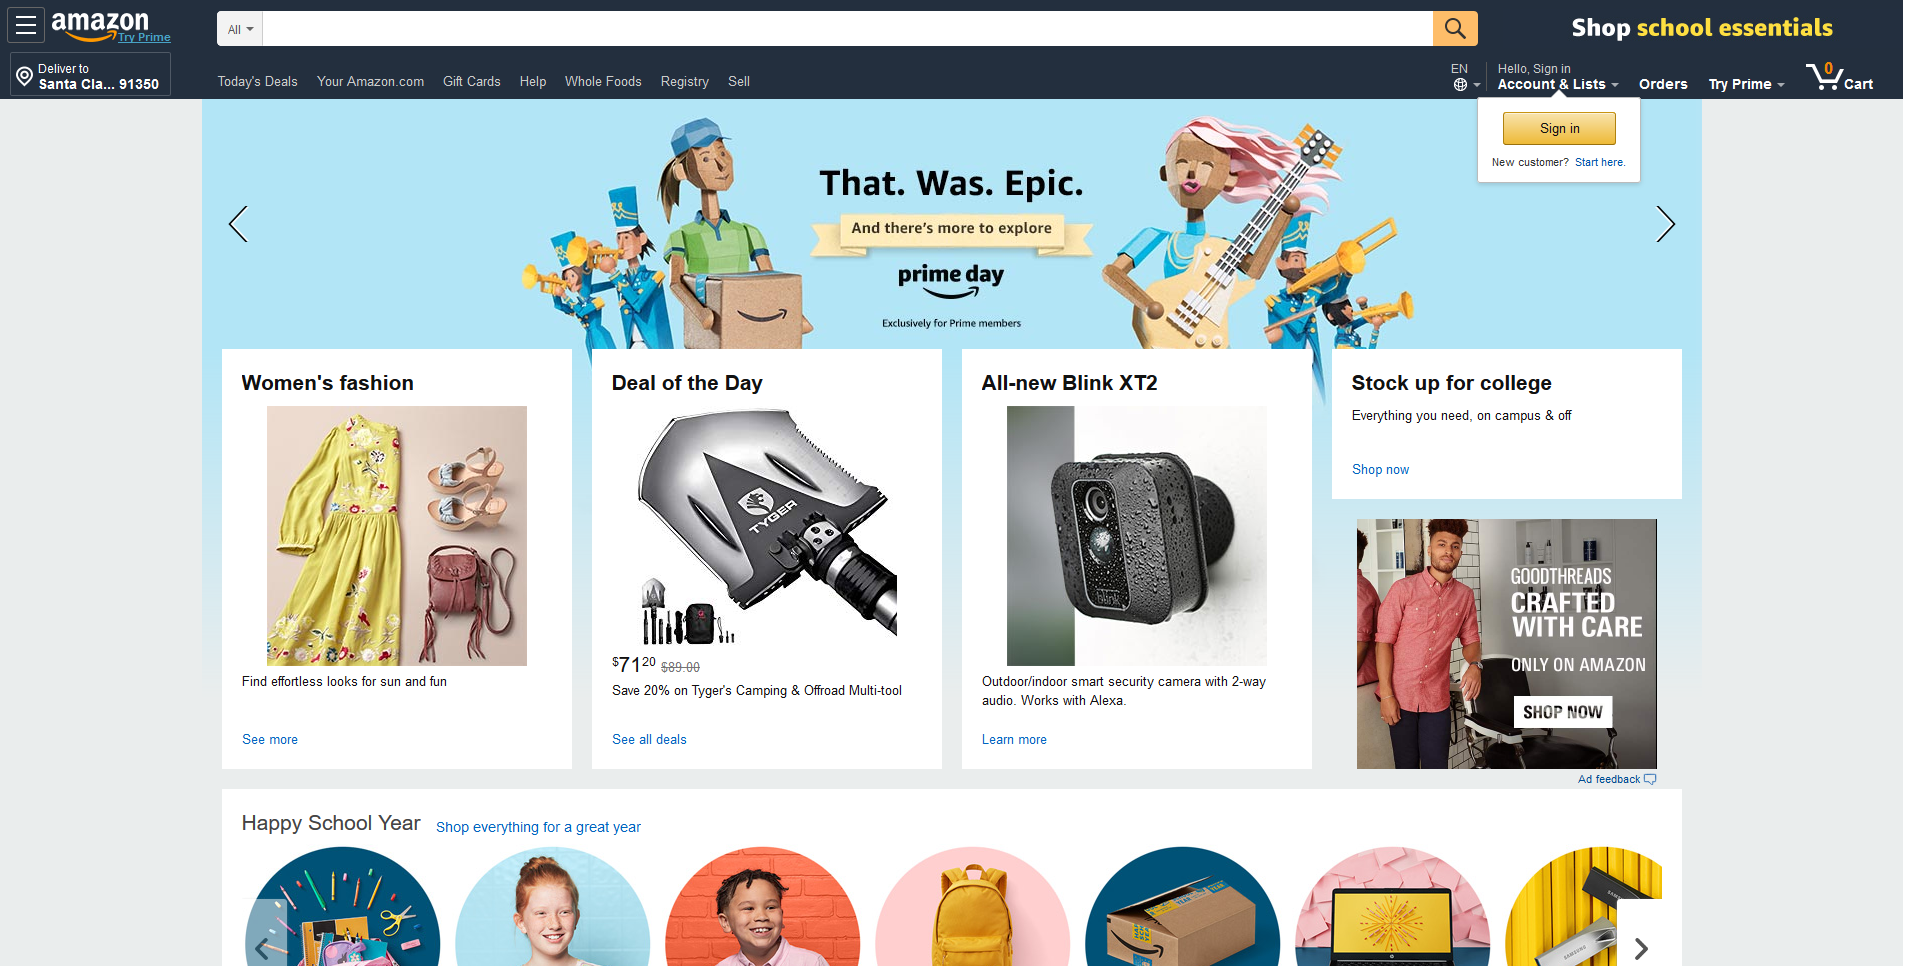 amazon
Try Prime
All
Shop school essentials
Deliver to
Santa Cla... 91350
Today's Deals
Your Amazon.com
Gift Cards
Help
Whole Foods
Registry
Sell
EN
Hello, Sign in
Account & Lists
Orders
Try Prime
0
Cart
Sign in
New customer? Start here.
That. Was. Epic.
And there's more to explore
prime day
Exclusively for Prime members
Women's fashion
Find effortless looks for sun and fun
See more
Deal of the Day
TYGER
$7120 $89.00
Save 20% on Tyger's Camping & Offroad Multi-tool
See all deals
All-new Blink XT2
blink
Outdoor/indoor smart security camera with 2-way
audio. Works with Alexa.
Learn more
Stock up for college
Everything you need, on campus & off
Shop now
GOODTHREADS
CRAFTED
WITH CARE
ONLY ON AMAZON
SHOP NOW
Ad feedback
Happy School Year
Shop everything for a great year
SAMSUNG
SAMSUNG